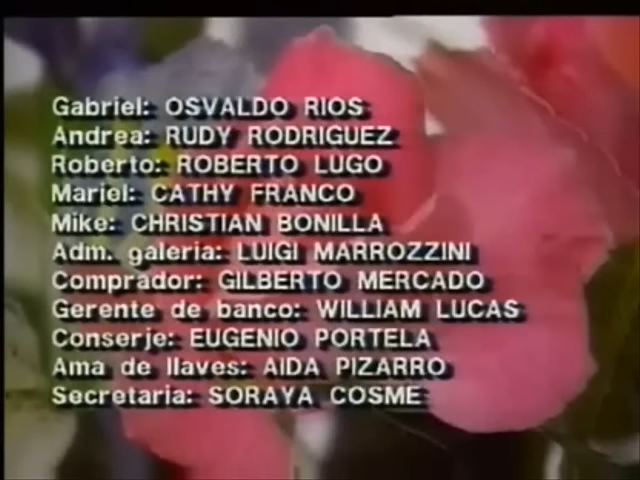 Gabriel: OSVALDO RIOS
Andrea: RUDY RODRIGUEZ
Roberto: ROBERTO LUGO
Mariel: CATHY FRANCO
Mike: CHRISTIAN BONILLA
Adm. galeria: LUIGI MARROZZINI
Comprador: GILBERTO MERCADO
Gerente de banco: WILLIAM LUCAS
Conserje: EUGENIO PORTELA
Ama de llaves: AIDA PIZARRO
Secretaria: SORAYA COSME